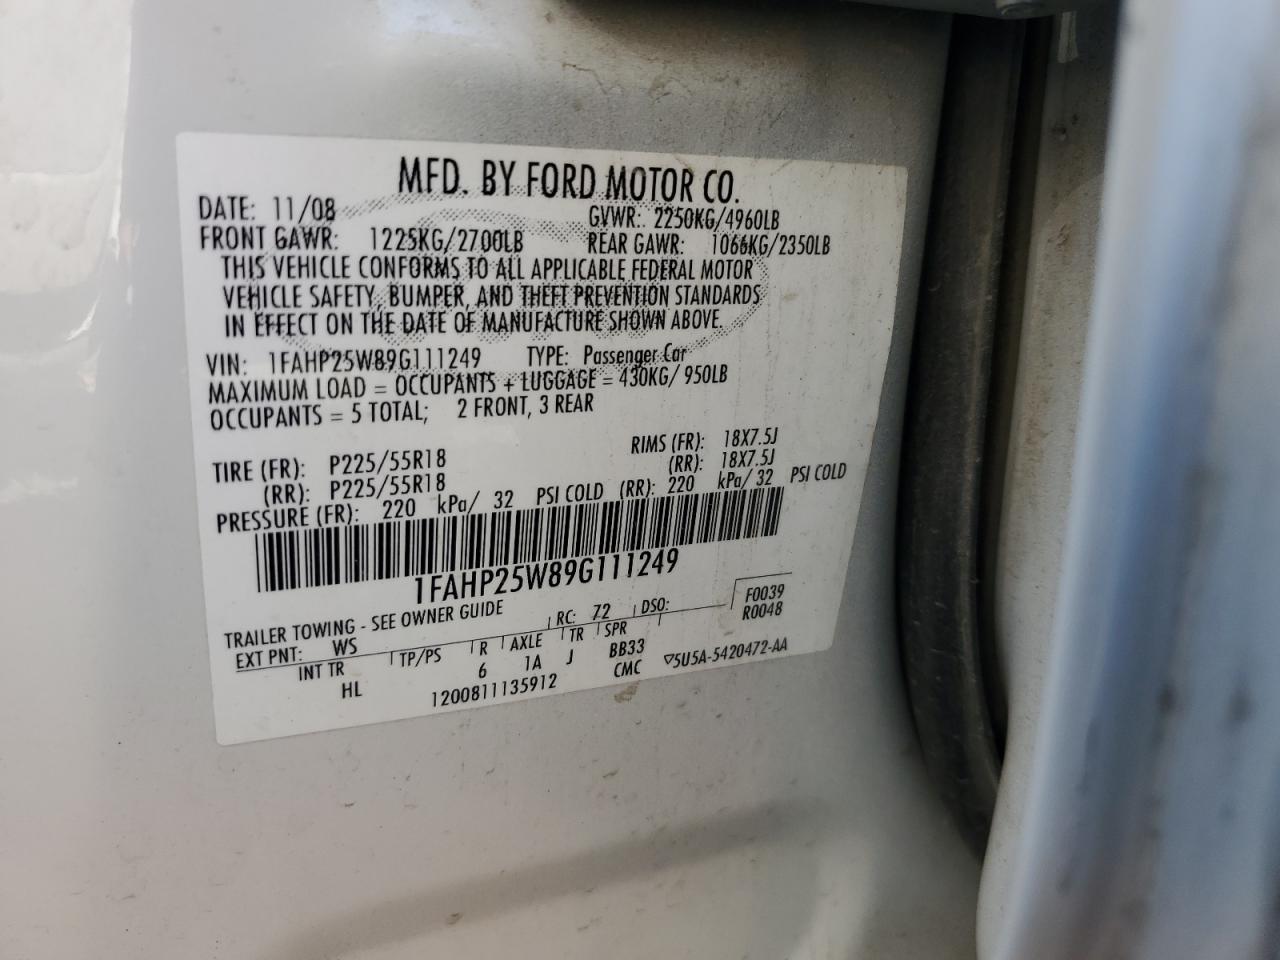 MFD. BY FORD MOTOR CO.
DATE: 11/08 GVWR: 2250KG/4960LB
FRONT GAWR: 1225KG/2700LB REAR GAWR: 1066KG/2350LB
THIS VEHICLE CONFORMS TO ALL APPLICABLE FEDERAL MOTOR
VEHICLE SAFETY, BUMPER, AND THEFT PREVENTION STANDARDS
IN EFFECT ON THE DATE OF MANUFACTURE SHOWN ABOVE.
VIN: 1FAHP25W89G111249 TYPE: Passenger Car
MAXIMUM LOAD = OCCUPANTS + LUGGAGE = 430KG/ 950LB
OCCUPANTS = 5 TOTAL; 2 FRONT, 3 REAR
TIRE (FR): P225/55R18 RIMS (FR): 18X7.5J
(RR): P225/55R18 (RR): 18X7.5J
PRESSURE (FR): 220 kPa/ 32 PSI COLD (RR): 220 kPa/ 32 PSI COLD
1FAHP25W89G111249
TRAILER TOWING - SEE OWNER GUIDE
F0039
EXT PNT: WS RC: 72 DSO: R0048
INT TR TP/PS R AXLE TR SPR
HL 6 1A J BB33
1200811135912 CMC ▽5U5A-5420472-AA